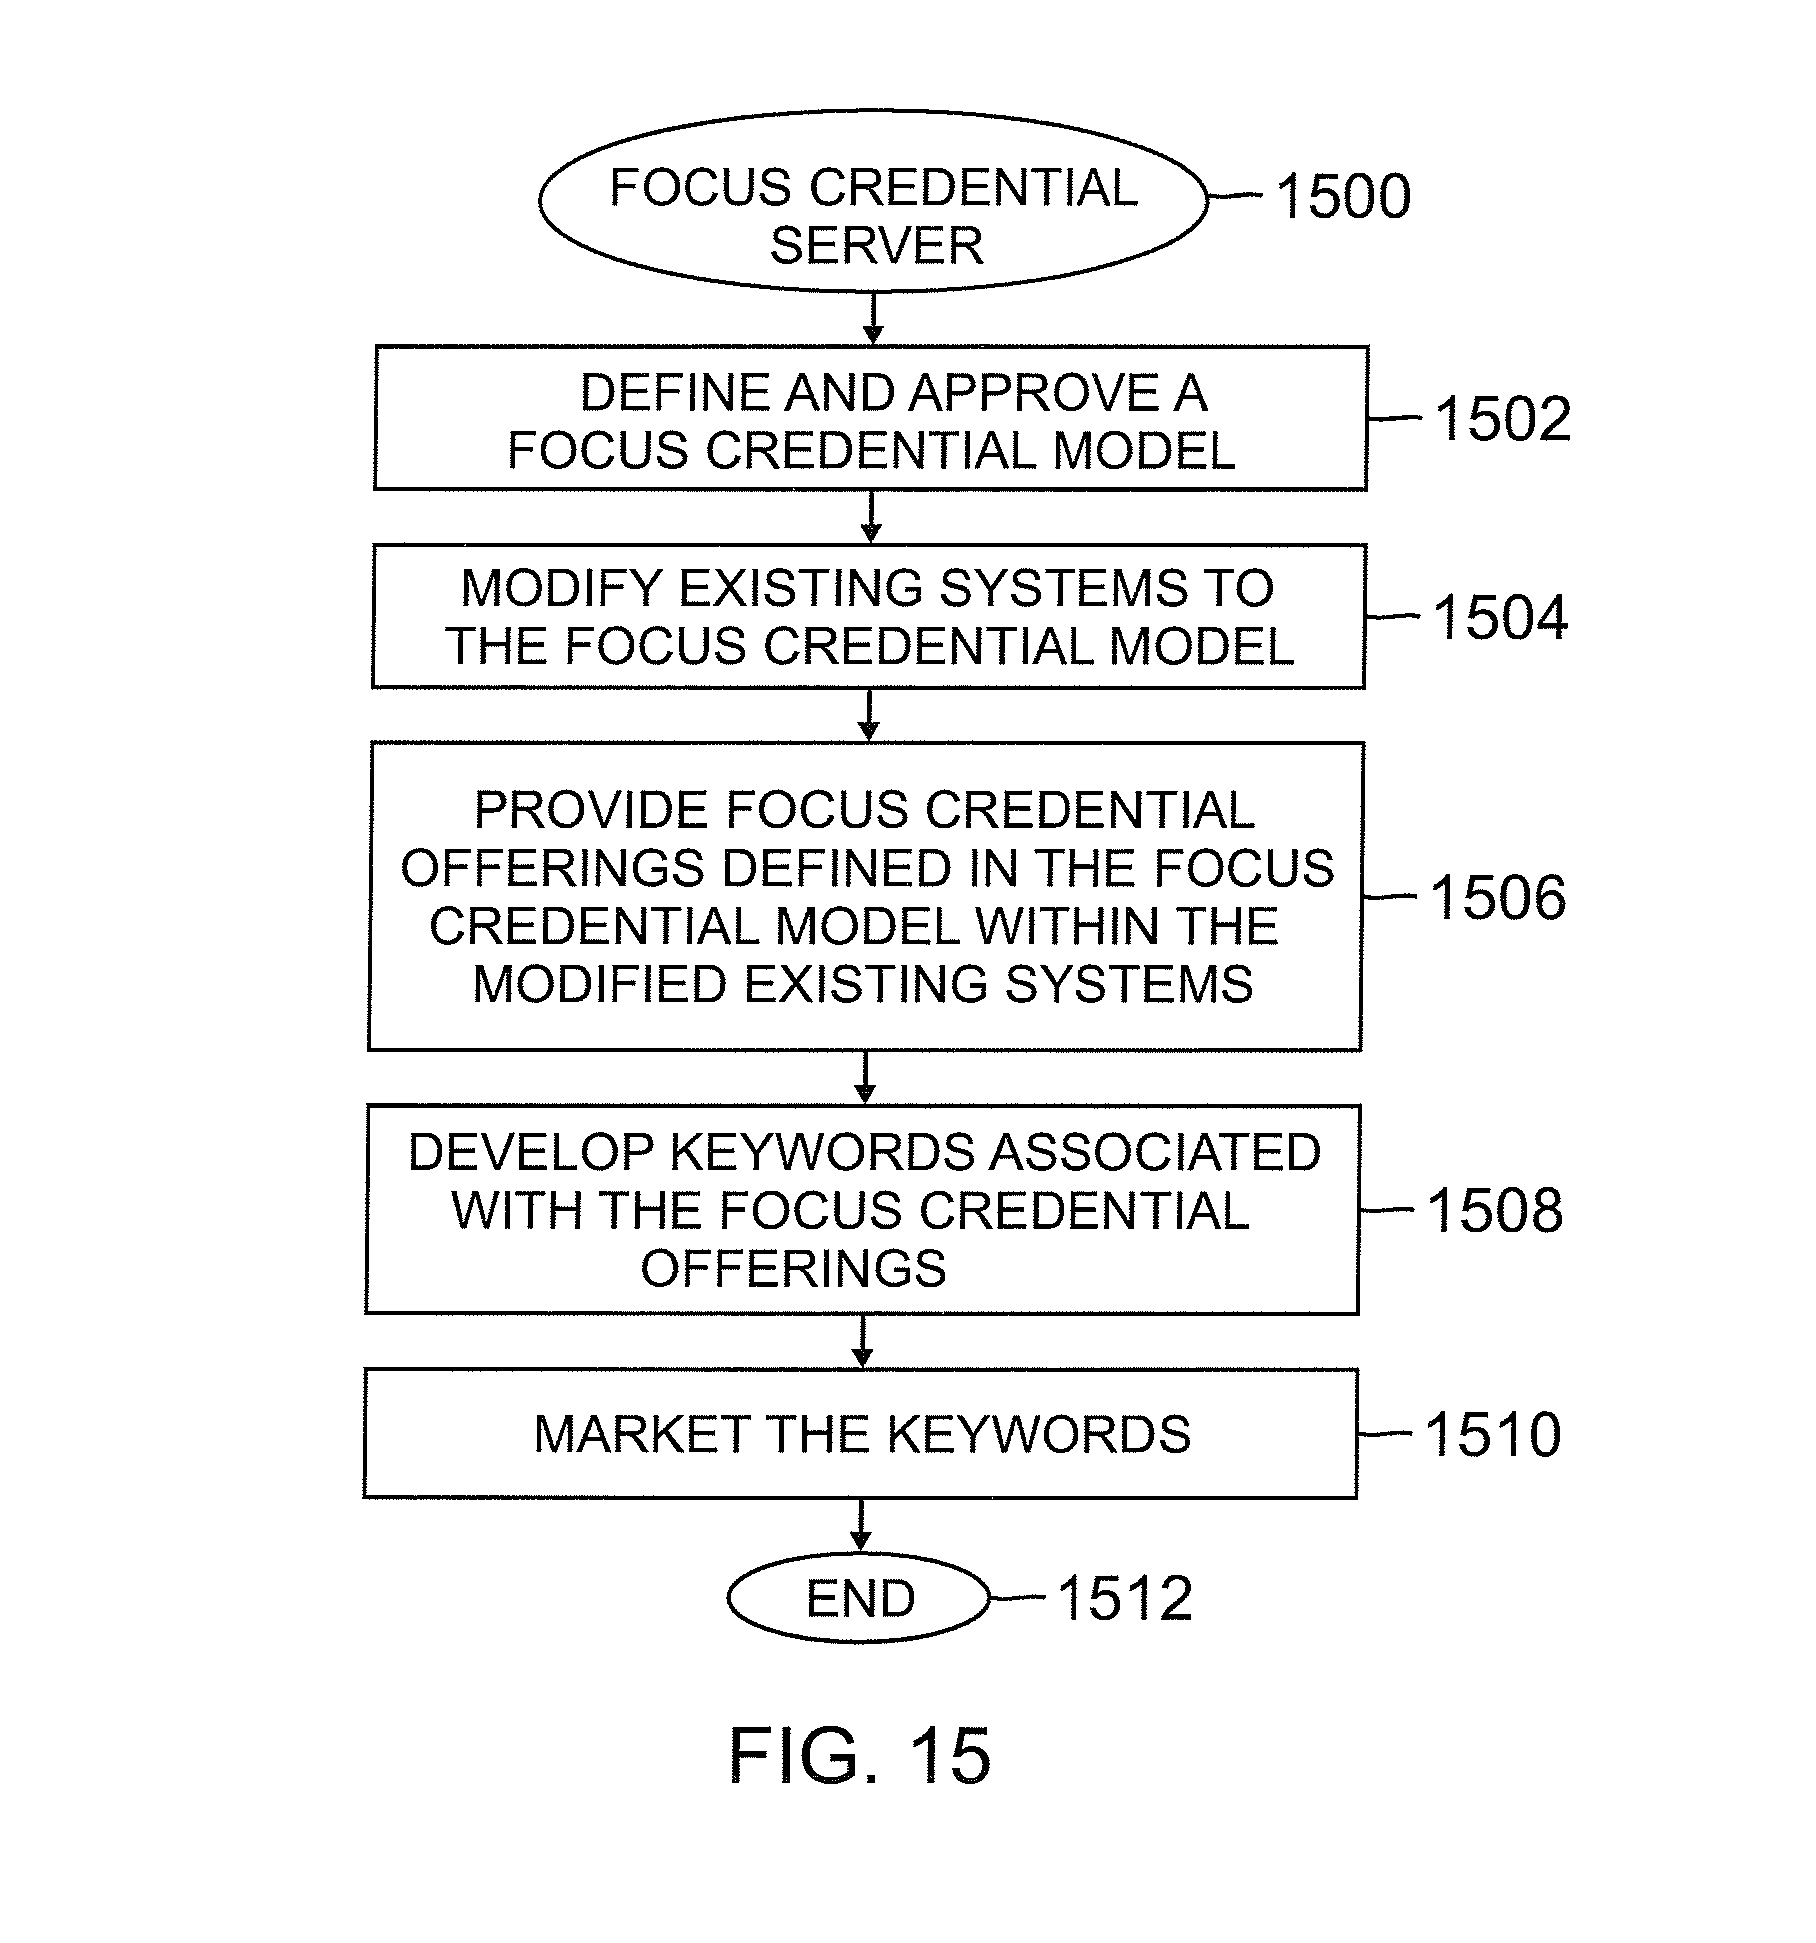 FOCUS CREDENTIAL
SERVER
1500
DEFINE AND APPROVE A
FOCUS CREDENTIAL MODEL
1502
MODIFY EXISTING SYSTEMS TO
THE FOCUS CREDENTIAL MODEL
1504
PROVIDE FOCUS CREDENTIAL
OFFERINGS DEFINED IN THE FOCUS
CREDENTIAL MODEL WITHIN THE
MODIFIED EXISTING SYSTEMS
1506
DEVELOP KEYWORDS ASSOCIATED
WITH THE FOCUS CREDENTIAL
OFFERINGS
1508
MARKET THE KEYWORDS
1510
END
1512
FIG. 15